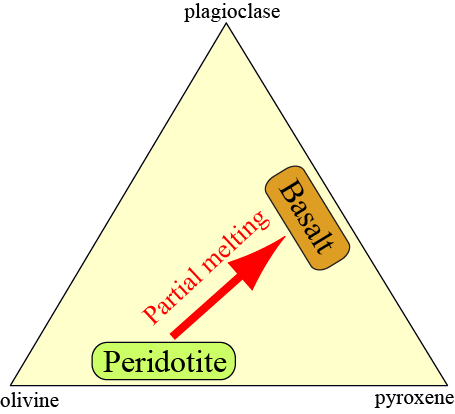 plagioclase
Basalt
Partial melting
Peridotite
olivine
pyroxene